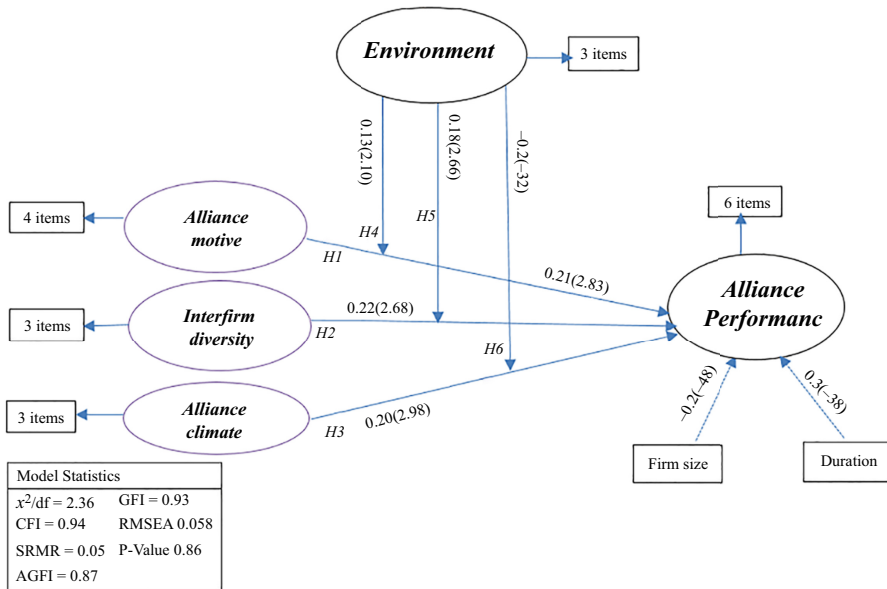 Environment
3 items
0.13(2.10)
0.18(2.66)
–0.2(–32)
4 items
Alliance
motive
H4
H5
H1
6 items
0.21(2.83)
Alliance
Performanc
3 items
Interfirm
diversity
0.22(2.68)
H2
H6
3 items
Alliance
climate
H3
0.20(2.98)
–0.2(–48)
0.3(–38)
Firm size
Duration
Model Statistics
x²/df = 2.36 GFI = 0.93
CFI = 0.94 RMSEA 0.058
SRMR = 0.05 P-Value 0.86
AGFI = 0.87